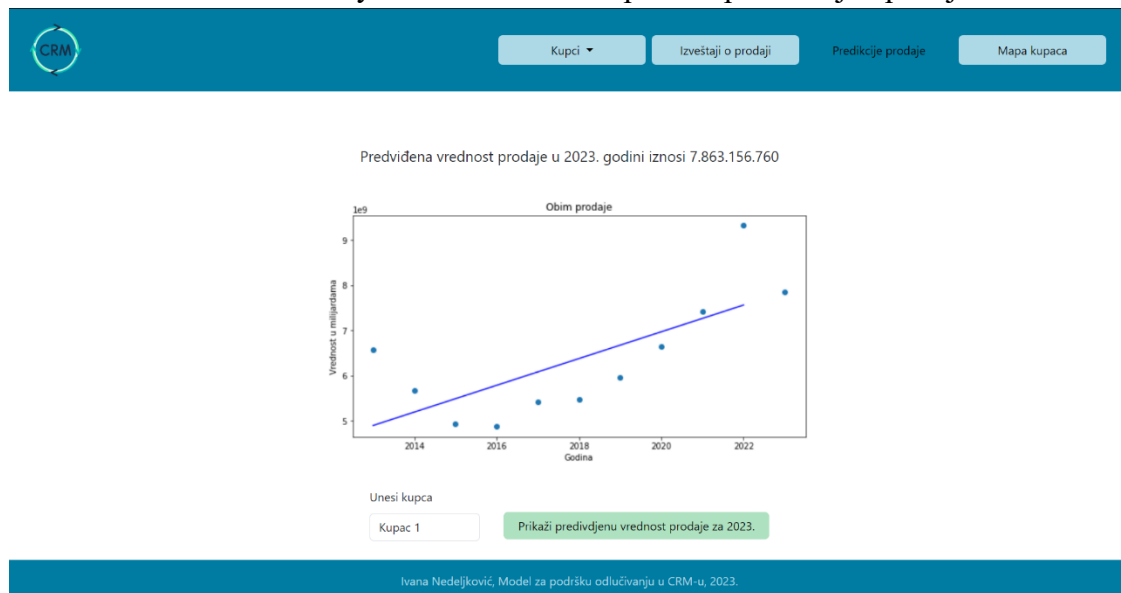 CRM
Kupci
Izveštaji o prodaji
Predikcije prodaje
Mapa kupaca
Predviđena vrednost prodaje u 2023. godini iznosi 7.863.156.760
1e9
Obim prodaje
9
8
7
6
5
Vrednost u milijardama
2014 2016 2018 2020 2022
Godina
Unesi kupca
Kupac 1
Prikaži predivdjenu vrednost prodaje za 2023.
Ivana Nedeljković, Model za podršku odlučivanju u CRM-u, 2023.